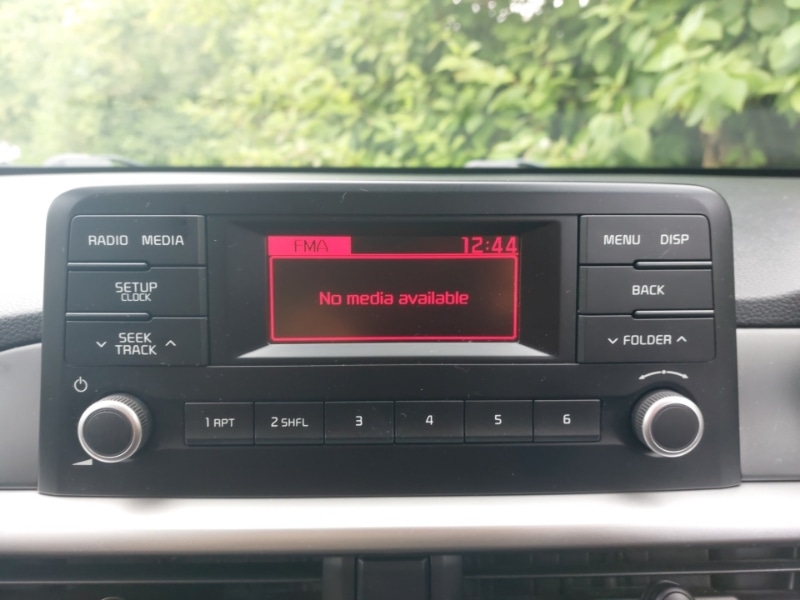 RADIO MEDIA
SETUP
CLOCK
SEEK
TRACK
FMA 12:44
No media available
MENU DISP
BACK
FOLDER
1 RPT
2 SHFL
3
4
5
6